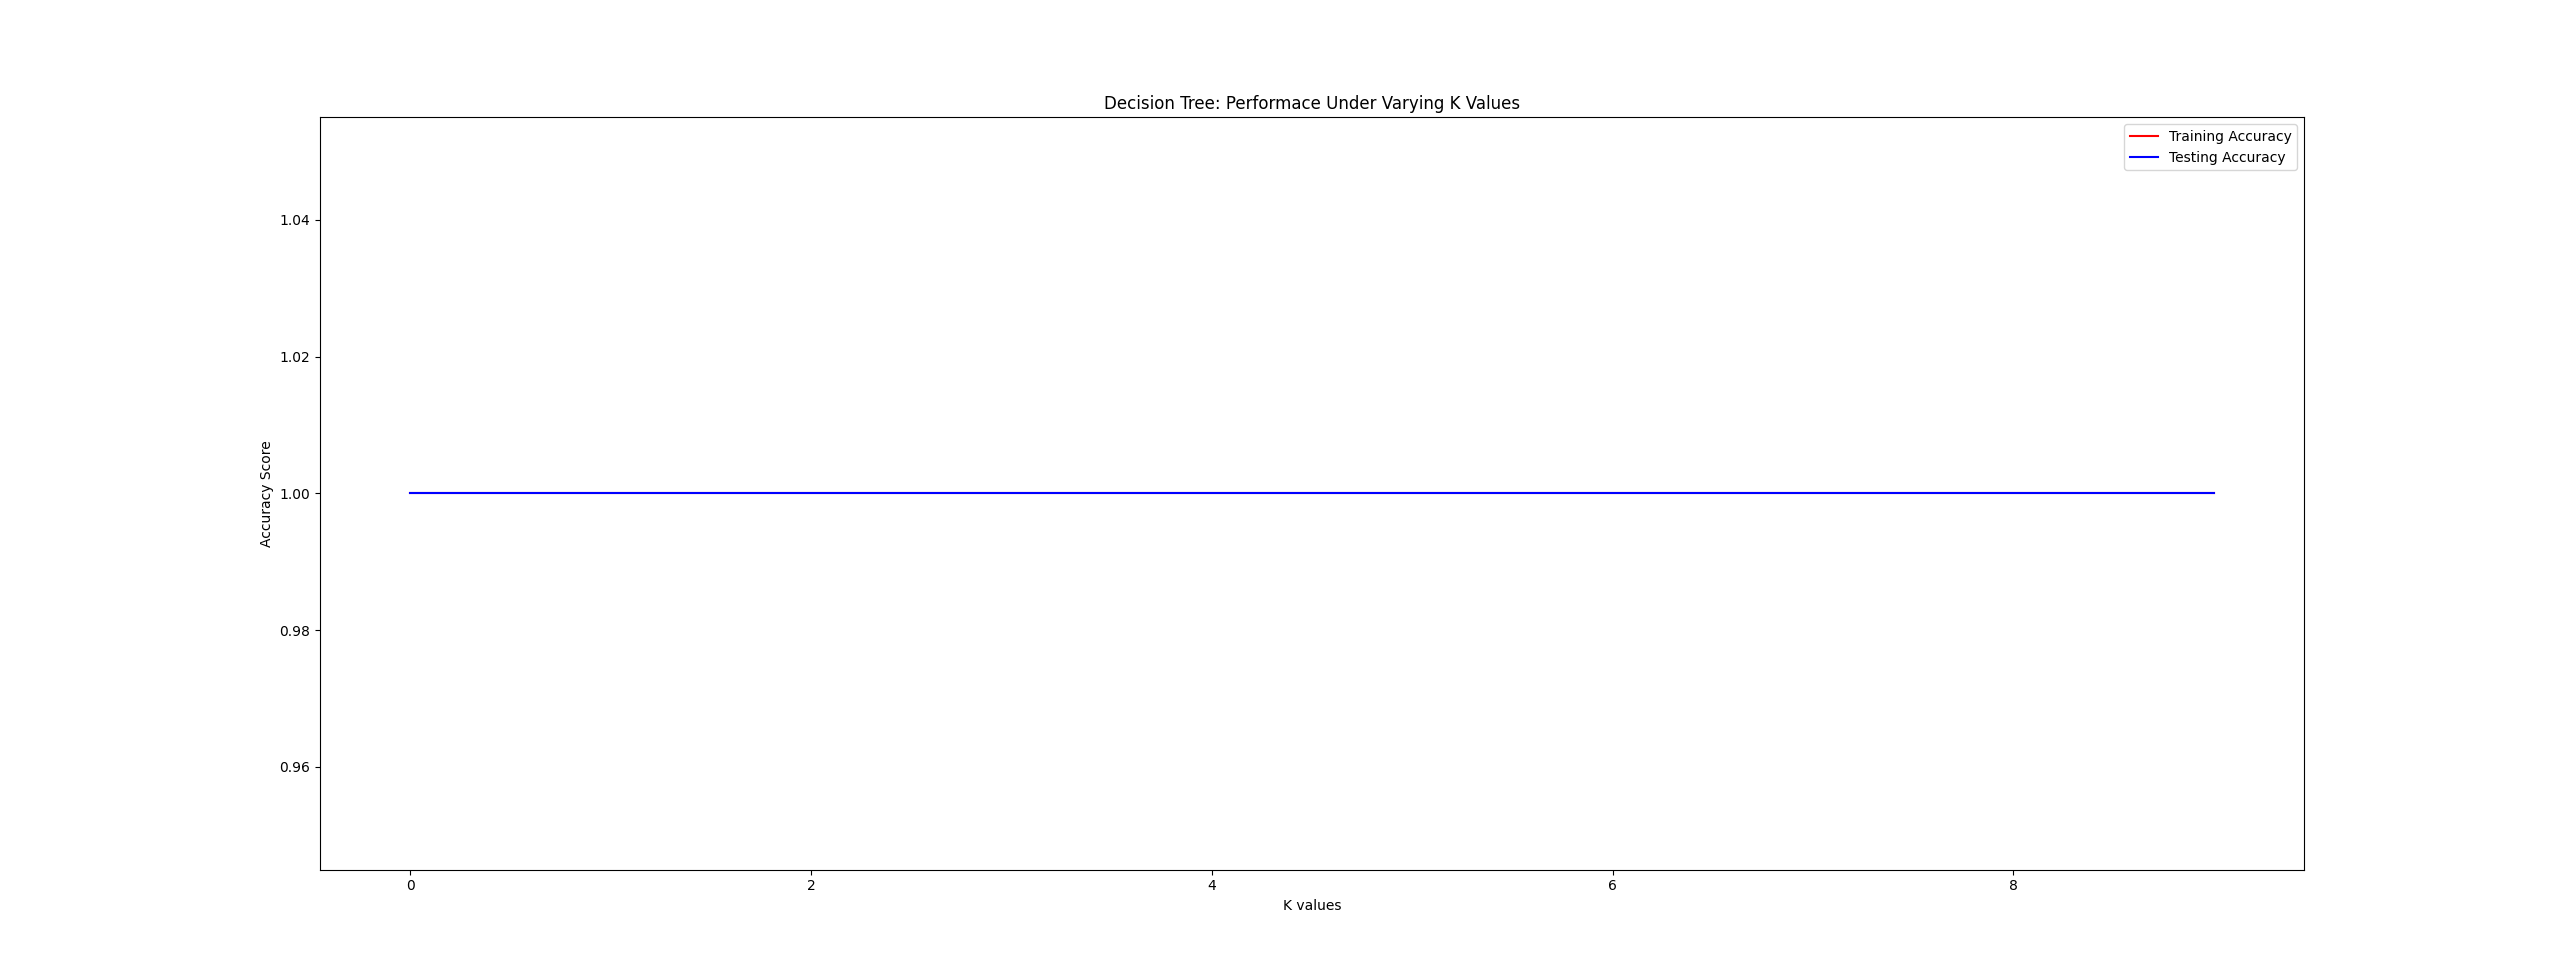 Decision Tree: Performace Under Varying K Values
Training Accuracy
Testing Accuracy
1.04
1.02
1.00
0.98
0.96
Accuracy Score
0 2 4 6 8
K values